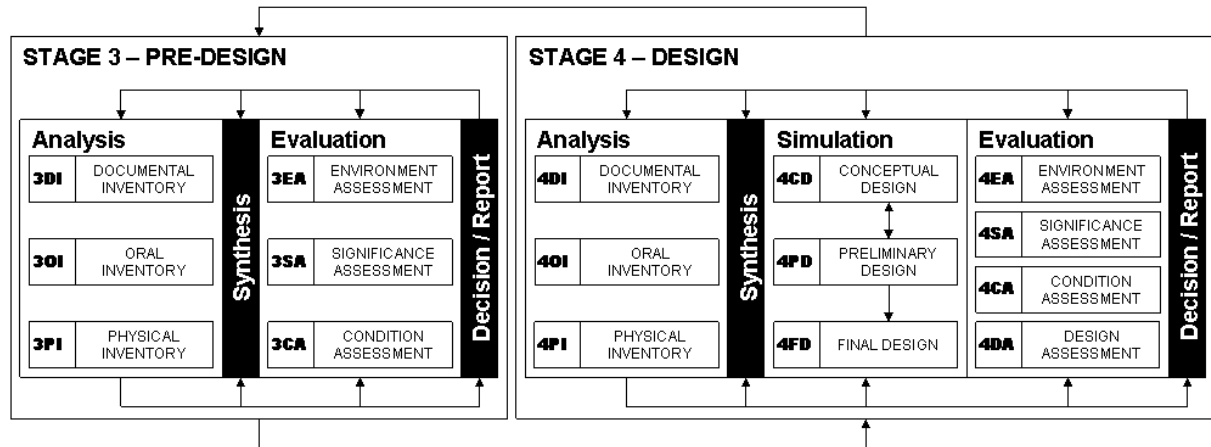 STAGE 3 – PRE-DESIGN
Analysis
3DI
DOCUMENTAL
INVENTORY
3OI
ORAL
INVENTORY
3PI
PHYSICAL
INVENTORY
Synthesis
Evaluation
3EA
ENVIRONMENT
ASSESSMENT
3SA
SIGNIFICANCE
ASSESSMENT
3CA
CONDITION
ASSESSMENT
Decision / Report
STAGE 4 – DESIGN
Analysis
4DI
DOCUMENTAL
INVENTORY
4OI
ORAL
INVENTORY
4PI
PHYSICAL
INVENTORY
Synthesis
Simulation
4CD
CONCEPTUAL
DESIGN
4PD
PRELIMINARY
DESIGN
4FD
FINAL DESIGN
Evaluation
4EA
ENVIRONMENT
ASSESSMENT
4SA
SIGNIFICANCE
ASSESSMENT
4CA
CONDITION
ASSESSMENT
4DA
DESIGN
ASSESSMENT
Decision / Report